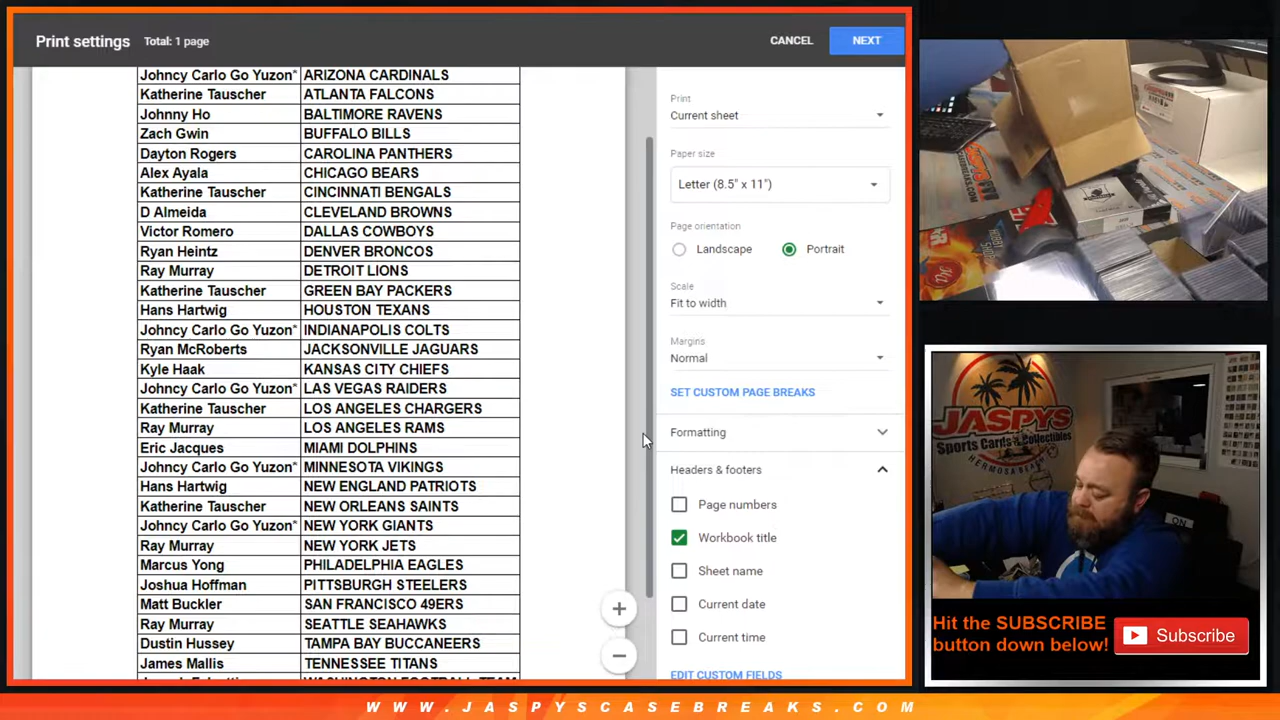 Print settings Total: 1 page CANCEL NEXT
Johncy Carlo Go Yuzon* ARIZONA CARDINALS
Katherine Tauscher ATLANTA FALCONS
Johnny Ho BALTIMORE RAVENS
Zach Gwin BUFFALO BILLS
Dayton Rogers CAROLINA PANTHERS
Alex Ayala CHICAGO BEARS
Katherine Tauscher CINCINNATI BENGALS
D Almeida CLEVELAND BROWNS
Victor Romero DALLAS COWBOYS
Ryan Heintz DENVER BRONCOS
Ray Murray DETROIT LIONS
Katherine Tauscher GREEN BAY PACKERS
Hans Hartwig HOUSTON TEXANS
Johncy Carlo Go Yuzon* INDIANAPOLIS COLTS
Ryan McRoberts JACKSONVILLE JAGUARS
Kyle Haak KANSAS CITY CHIEFS
Johncy Carlo Go Yuzon* LAS VEGAS RAIDERS
Katherine Tauscher LOS ANGELES CHARGERS
Ray Murray LOS ANGELES RAMS
Eric Jacques MIAMI DOLPHINS
Johncy Carlo Go Yuzon* MINNESOTA VIKINGS
Hans Hartwig NEW ENGLAND PATRIOTS
Katherine Tauscher NEW ORLEANS SAINTS
Johncy Carlo Go Yuzon* NEW YORK GIANTS
Ray Murray NEW YORK JETS
Marcus Yong PHILADELPHIA EAGLES
Joshua Hoffman PITTSBURGH STEELERS
Matt Buckler SAN FRANCISCO 49ERS
Ray Murray SEATTLE SEAHAWKS
Dustin Hussey TAMPA BAY BUCCANEERS
James Mallis TENNESSEE TITANS
WASHINGTON FOOTBALL TEAM
Print
Current sheet
Paper size
Letter (8.5" x 11")
Page orientation
Landscape Portrait
Scale
Fit to width
Margins
Normal
SET CUSTOM PAGE BREAKS
Formatting
Headers & footers
Page numbers
Workbook title
Sheet name
Current date
Current time
EDIT CUSTOM FIELDS
JASPYS
Sports Cards & Collectibles
HERMOSA BEACH
ON
Hit the SUBSCRIBE
button down below!
Subscribe
WWW.JASPYSCASEBREAKS.COM